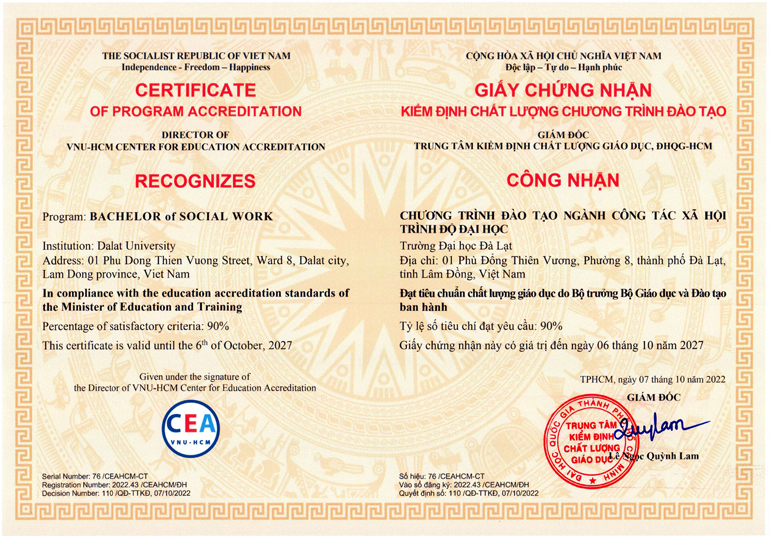 THE SOCIALIST REPUBLIC OF VIET NAM
Independence - Freedom – Happiness
CERTIFICATE
OF PROGRAM ACCREDITATION
DIRECTOR OF
VNU-HCM CENTER FOR EDUCATION ACCREDITATION
RECOGNIZES
Program: BACHELOR of SOCIAL WORK
Institution: Dalat University
Address: 01 Phu Dong Thien Vuong Street, Ward 8, Dalat city,
Lam Dong province, Viet Nam
In compliance with the education accreditation standards of
the Minister of Education and Training
Percentage of satisfactory criteria: 90%
This certificate is valid until the 6th of October, 2027
Given under the signature of
the Director of VNU-HCM Center for Education Accreditation
CEA
VNU-HCM
Serial Number: 76 /CEAHCM-CT
Registration Number: 2022.43 /CEAHCM/ĐH
Decision Number: 110 /QĐ-TTKĐ, 07/10/2022
CỘNG HÒA XÃ HỘI CHỦ NGHĨA VIỆT NAM
Độc lập – Tự do – Hạnh phúc
GIẤY CHỨNG NHẬN
KIỂM ĐỊNH CHẤT LƯỢNG CHƯƠNG TRÌNH ĐÀO TẠO
GIÁM ĐỐC
TRUNG TÂM KIỂM ĐỊNH CHẤT LƯỢNG GIÁO DỤC, ĐHQG-HCM
CÔNG NHẬN
CHƯƠNG TRÌNH ĐÀO TẠO NGÀNH CÔNG TÁC XÃ HỘI
TRÌNH ĐỘ ĐẠI HỌC
Trường Đại học Đà Lạt
Địa chỉ: 01 Phù Đổng Thiên Vương, Phường 8, thành phố Đà Lạt,
tỉnh Lâm Đồng, Việt Nam
Đạt tiêu chuẩn chất lượng giáo dục do Bộ trưởng Bộ Giáo dục và Đào tạo
ban hành
Tỷ lệ số tiêu chí đạt yêu cầu: 90%
Giấy chứng nhận này có giá trị đến ngày 06 tháng 10 năm 2027
TPHCM, ngày 07 tháng 10 năm 2022
GIÁM ĐỐC
ĐẠI HỌC QUỐC GIA THÀNH PHỐ HỒ CHÍ MINH
TRUNG TÂM
KIỂM ĐỊNH
CHẤT LƯỢNG
GIÁO DỤC
Quylam
Lê Ngọc Quỳnh Lam
Số hiệu: 76 /CEAHCM-CT
Vào sổ đăng ký: 2022.43 /CEAHCM/ĐH
Quyết định số: 110 /QĐ-TTKĐ, 07/10/2022